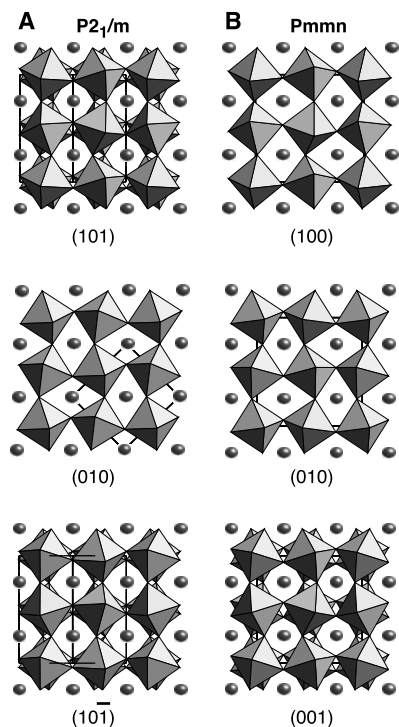 A P2₁/m B Pmmn
(101) (100)
(010) (010)
(101̅) (001)